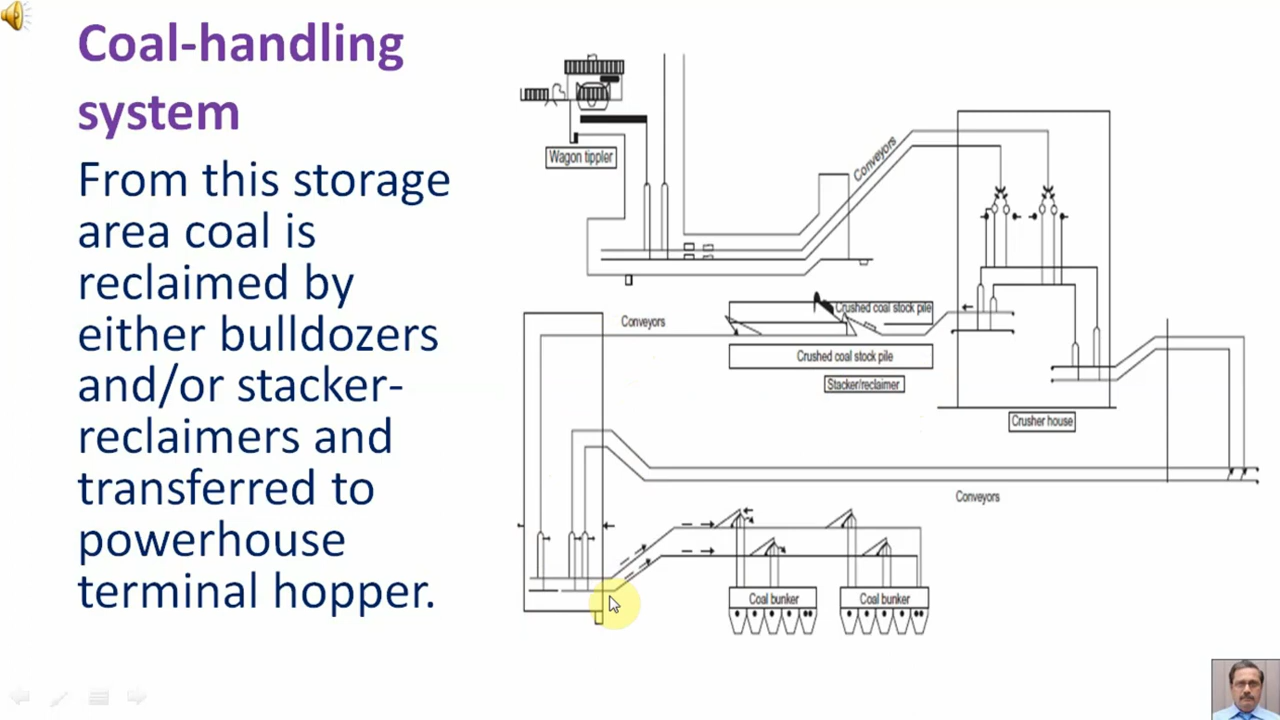 Coal-handling
system
From this storage
area coal is
reclaimed by
either bulldozers
and/or stacker-
reclaimers and
transferred to
powerhouse
terminal hopper.
Wagon tippler
Conveyors
Crushed coal stock pile
Conveyors
Crushed coal stock pile
Stacker/reclaimer
Crusher house
Conveyors
Coal bunker
Coal bunker